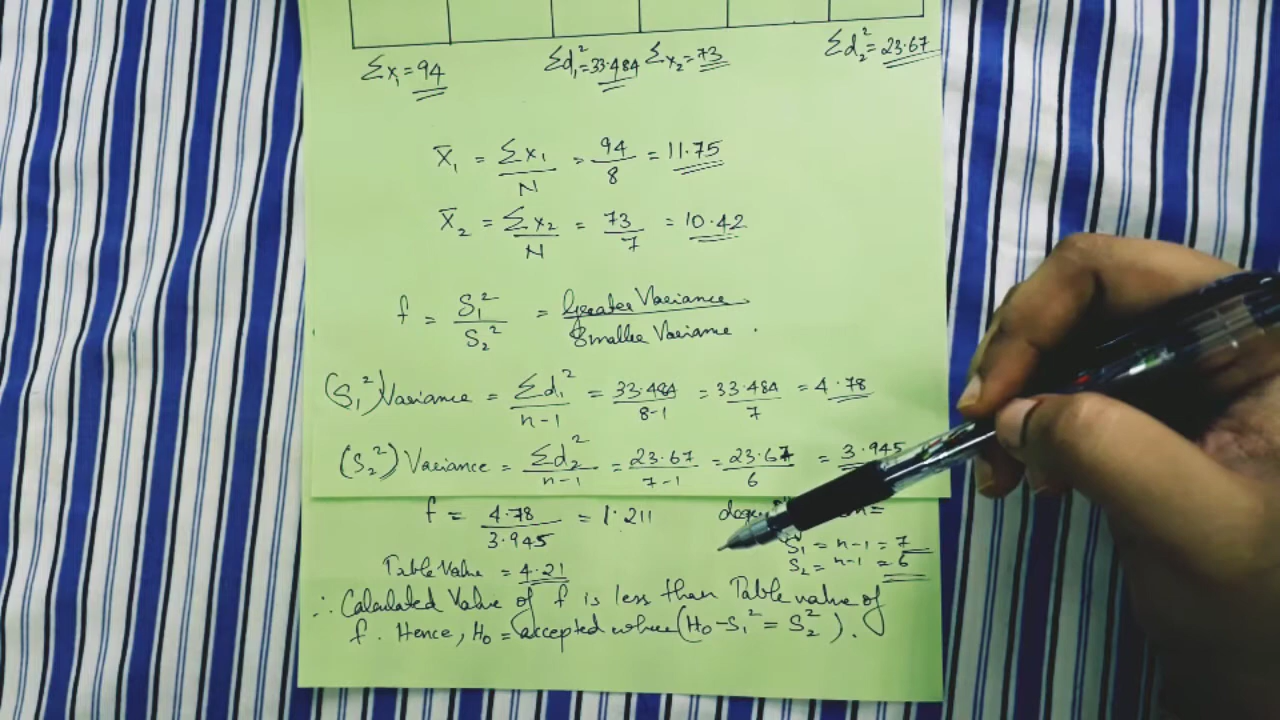 Σx₁ = 94 Σd₁² = 33.484 Σx₂ = 73 Σd₂² = 23.67
X̄₁ = Σx₁/N = 94/8 = 11.75
X̄₂ = Σx₂/N = 73/7 = 10.42
f = S₁²/S₂² = Greater Variance/Smaller Variance.
(S₁²) Variance = Σd₁²/n-1 = 33.484/8-1 = 33.484/7 = 4.78
(S₂²) Variance = Σd₂²/n-1 = 23.67/7-1 = 23.67/6 = 3.945
f = 4.78/3.945 = 1.211
S₁ = n-1 = 7
Table Value = 4.21 S₂ = n-1 = 6
∴ Calculated Value of f is less than Table value of
f. Hence, H₀ = accepted where (H₀ - S₁² = S₂²).